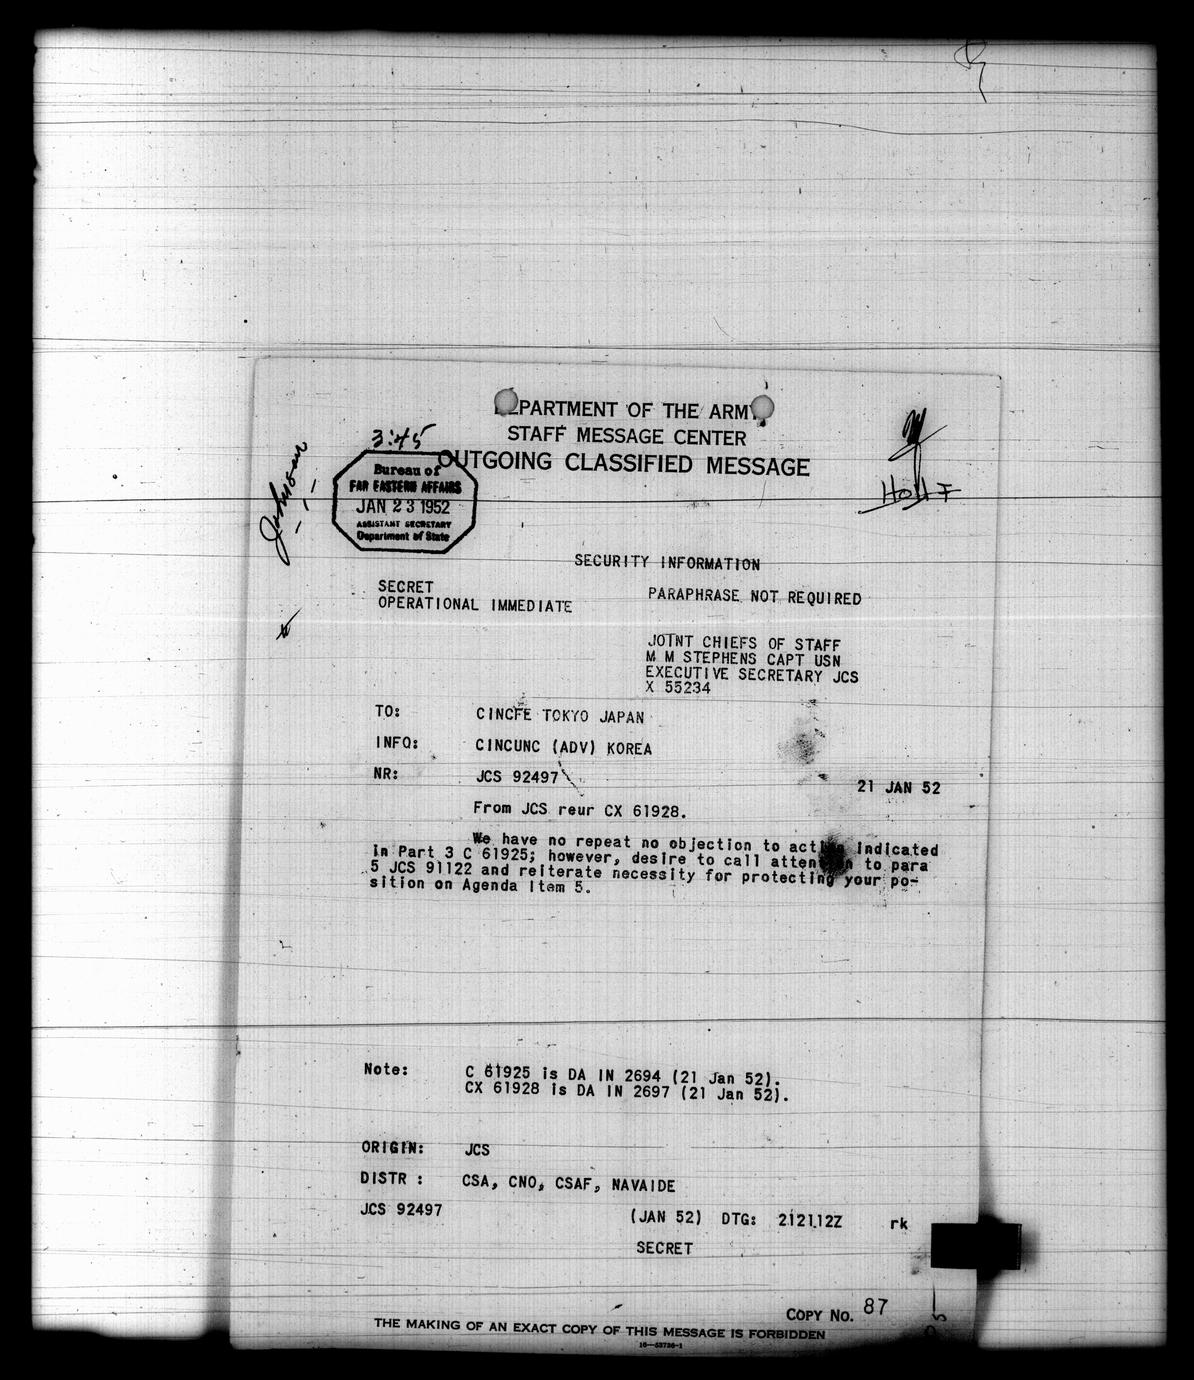 DEPARTMENT OF THE ARMY
STAFF MESSAGE CENTER
OUTGOING CLASSIFIED MESSAGE
3:45
Johnson
Bureau of
FAR EASTERN AFFAIRS
JAN 23 1952
ASSISTANT SECRETARY
Department of State
SECURITY INFORMATION
SECRET
OPERATIONAL IMMEDIATE
PARAPHRASE NOT REQUIRED
JOINT CHIEFS OF STAFF
M M STEPHENS CAPT USN
EXECUTIVE SECRETARY JCS
X 55234
TO: CINCFE TOKYO JAPAN
INFO: CINCUNC (ADV) KOREA
NR: JCS 92497
21 JAN 52
From JCS reur CX 61928.
We have no repeat no objection to action indicated
in Part 3 C 61925; however, desire to call attention to para
5 JCS 91122 and reiterate necessity for protecting your po-
sition on Agenda Item 5.
Note: C 61925 is DA IN 2694 (21 Jan 52).
CX 61928 is DA IN 2697 (21 Jan 52).
ORIGIN: JCS
DISTR : CSA, CNO, CSAF, NAVAIDE
JCS 92497 (JAN 52) DTG: 212112Z rk
SECRET
COPY NO. 87
THE MAKING OF AN EXACT COPY OF THIS MESSAGE IS FORBIDDEN
16—53736-1